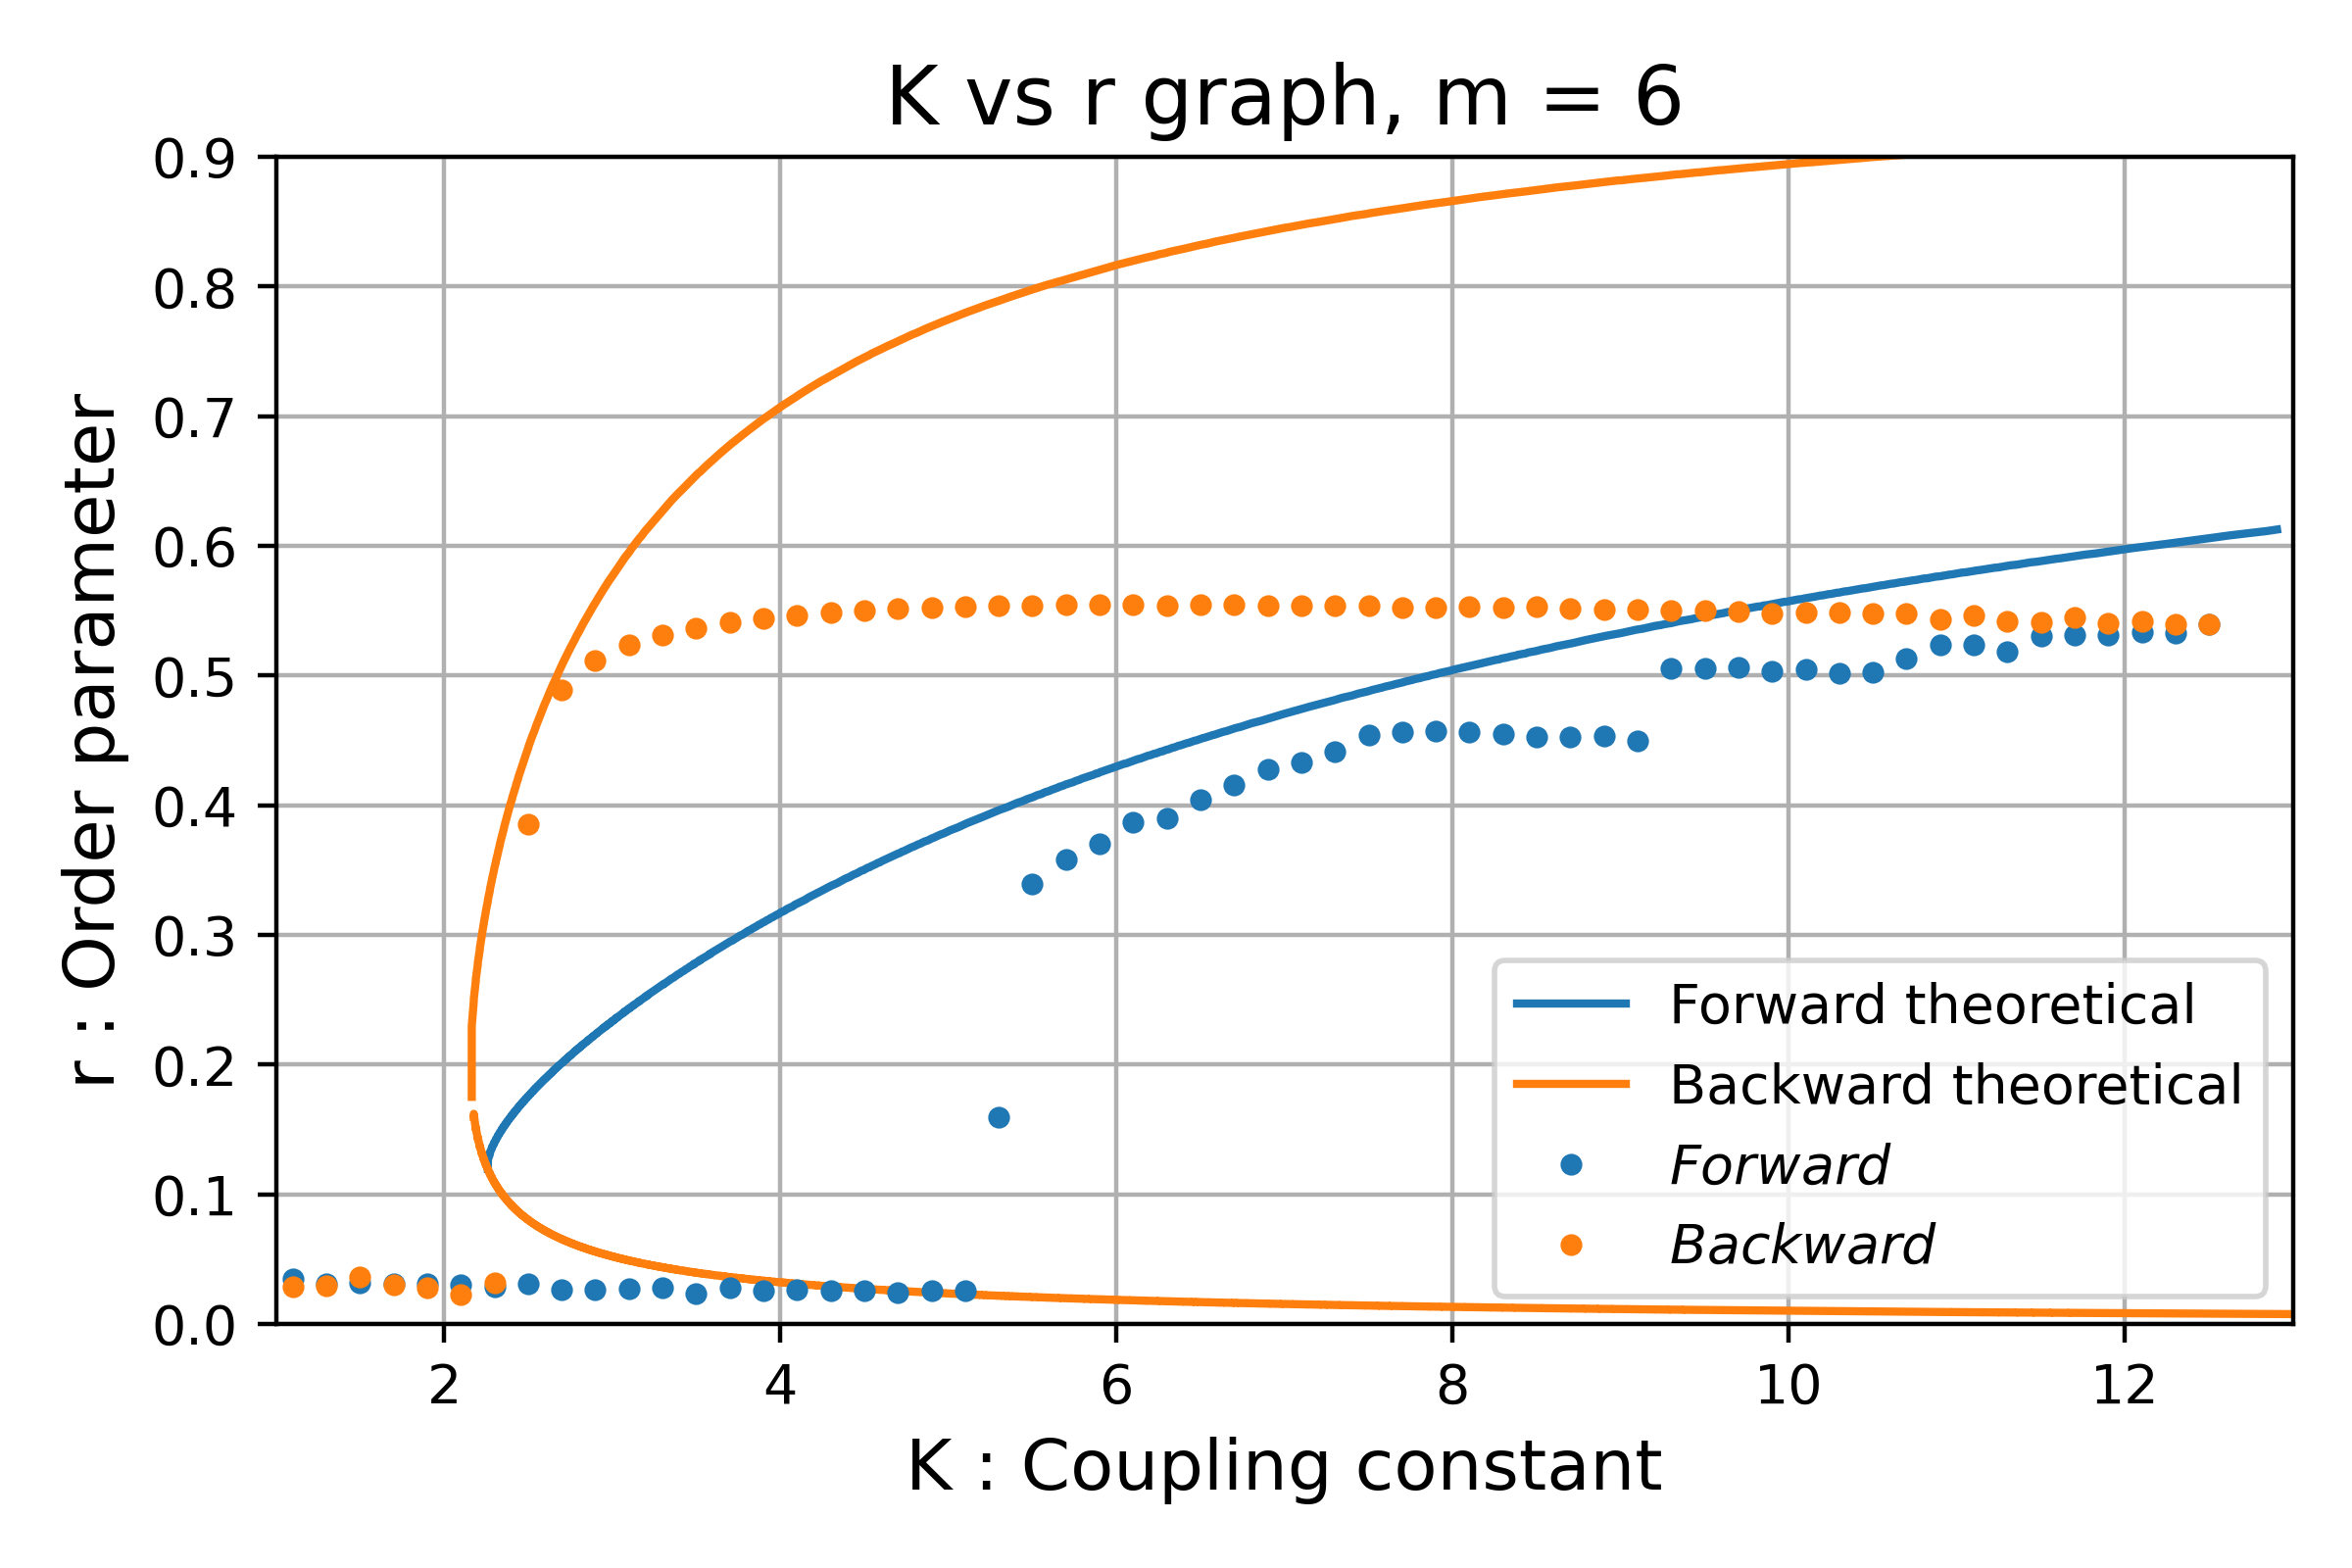 K vs r graph, m = 6
0.9
0.8
0.7
0.6
0.5
0.4
0.3
0.2
0.1
0.0
r : Order parameter
Forward theoretical
Backward theoretical
Forward
Backward
2 4 6 8 10 12
K : Coupling constant